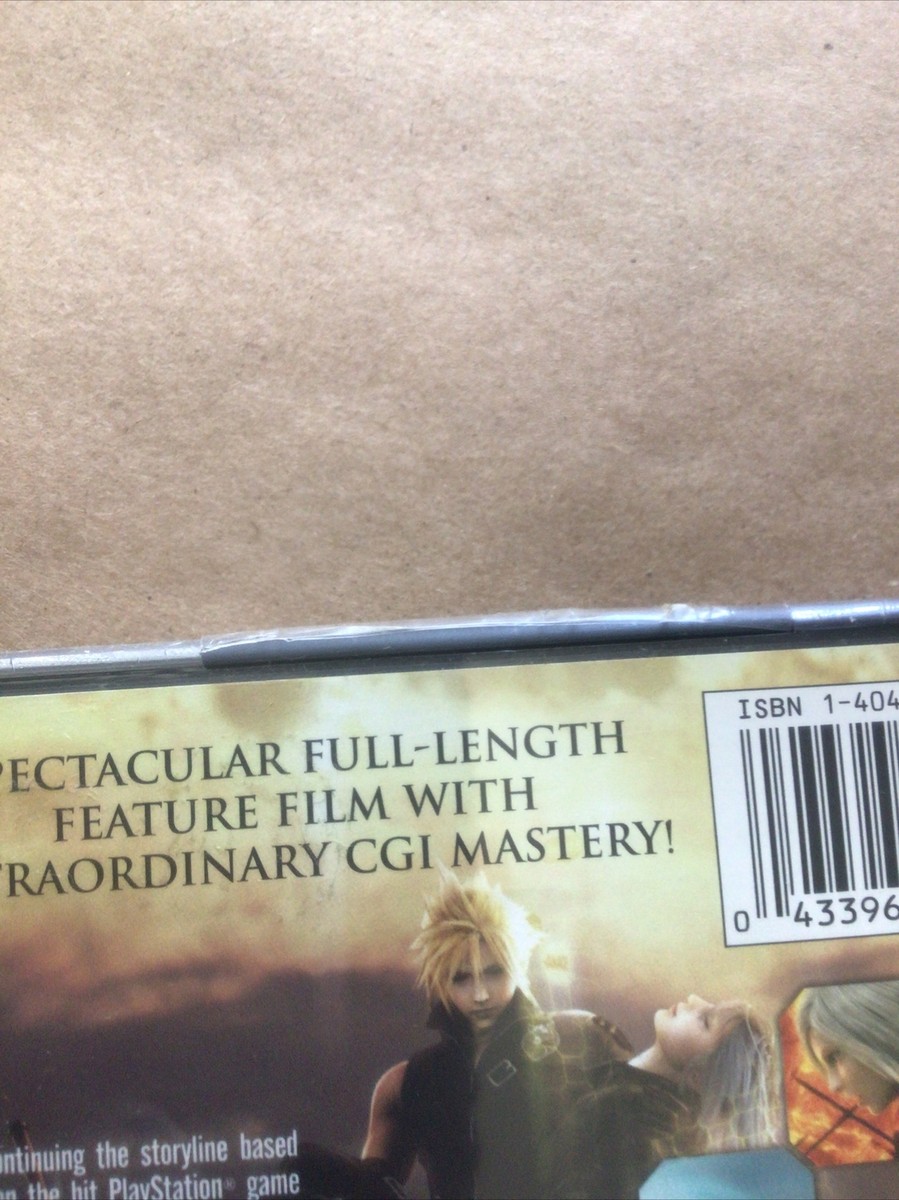 PECTACULAR FULL-LENGTH
FEATURE FILM WITH
TRAORDINARY CGI MASTERY!
ISBN 1-404
0 43396
ontinuing the storyline based
on the hit PlayStation® game